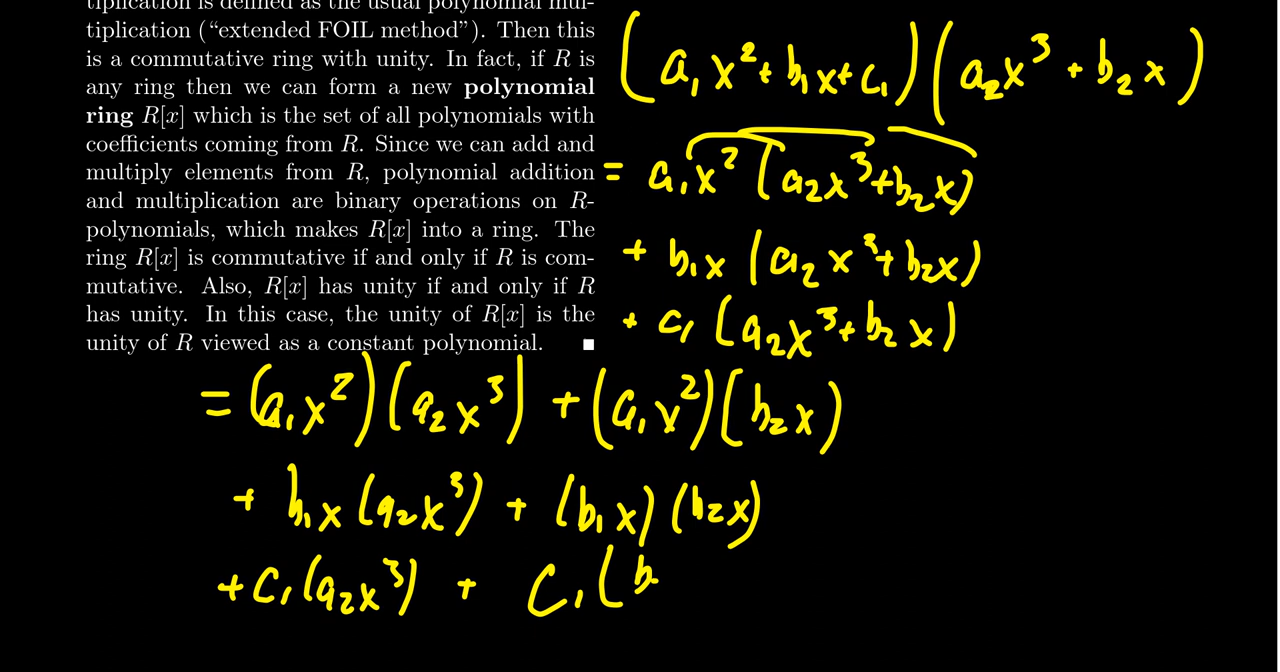 tiplication is defined as the usual polynomial mul-
tiplication (“extended FOIL method”). Then this
is a commutative ring with unity. In fact, if R is
any ring then we can form a new polynomial
ring R[x] which is the set of all polynomials with
coefficients coming from R. Since we can add and
multiply elements from R, polynomial addition
and multiplication are binary operations on R-
polynomials, which makes R[x] into a ring. The
ring R[x] is commutative if and only if R is com-
mutative. Also, R[x] has unity if and only if R
has unity. In this case, the unity of R[x] is the
unity of R viewed as a constant polynomial. ■
(a₁x² + b₁x + c₁)(a₂x³ + b₂x)
= a₁x²(a₂x³ + b₂x)
+ b₁x(a₂x³ + b₂x)
+ c₁(a₂x³ + b₂x)
= (a₁x²)(a₂x³) + (a₁x²)(b₂x)
+ b₁x(a₂x³) + (b₁x)(b₂x)
+ c₁(a₂x³) + c₁(b